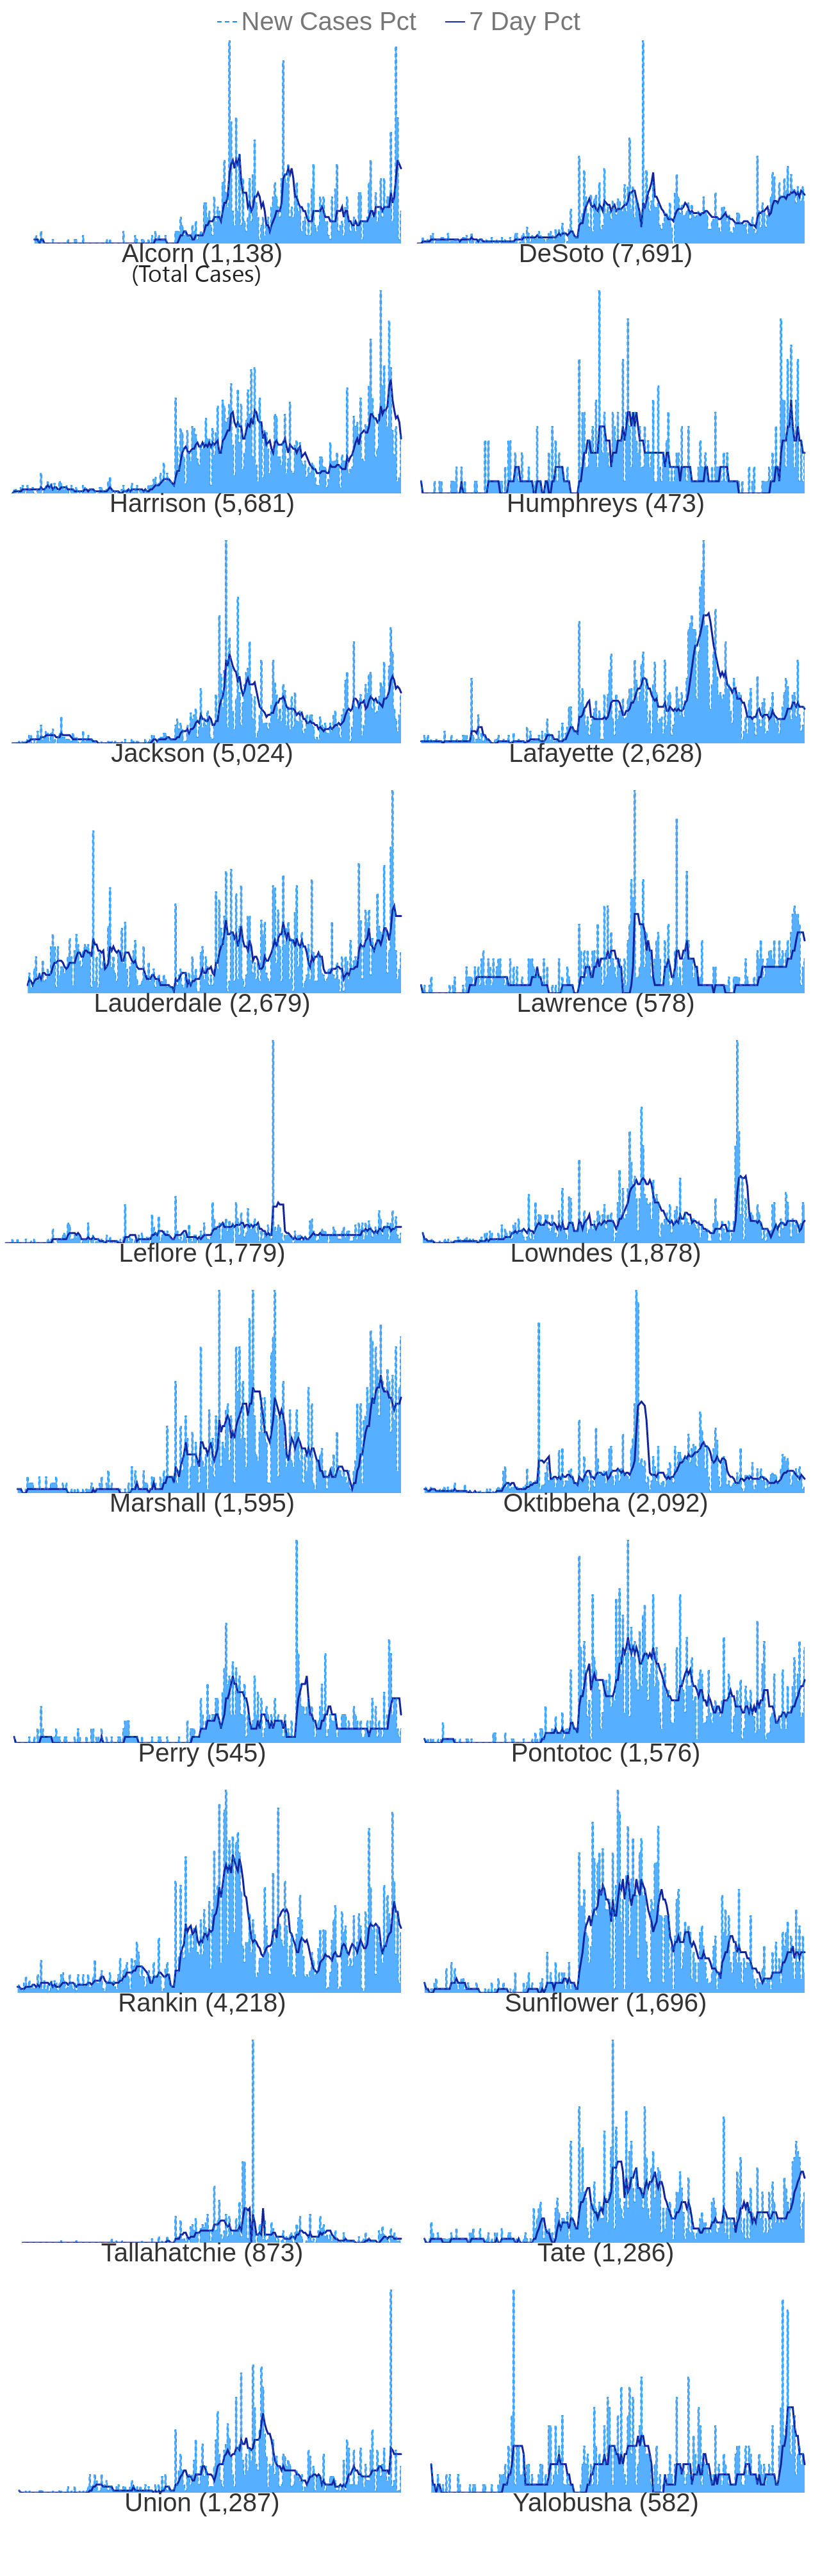 New Cases Pct 7 Day Pct
Alcorn (1,138) DeSoto (7,691)
(Total Cases)
Harrison (5,681) Humphreys (473)
Jackson (5,024) Lafayette (2,628)
Lauderdale (2,679) Lawrence (578)
Leflore (1,779) Lowndes (1,878)
Marshall (1,595) Oktibbeha (2,092)
Perry (545) Pontotoc (1,576)
Rankin (4,218) Sunflower (1,696)
Tallahatchie (873) Tate (1,286)
Union (1,287) Yalobusha (582)